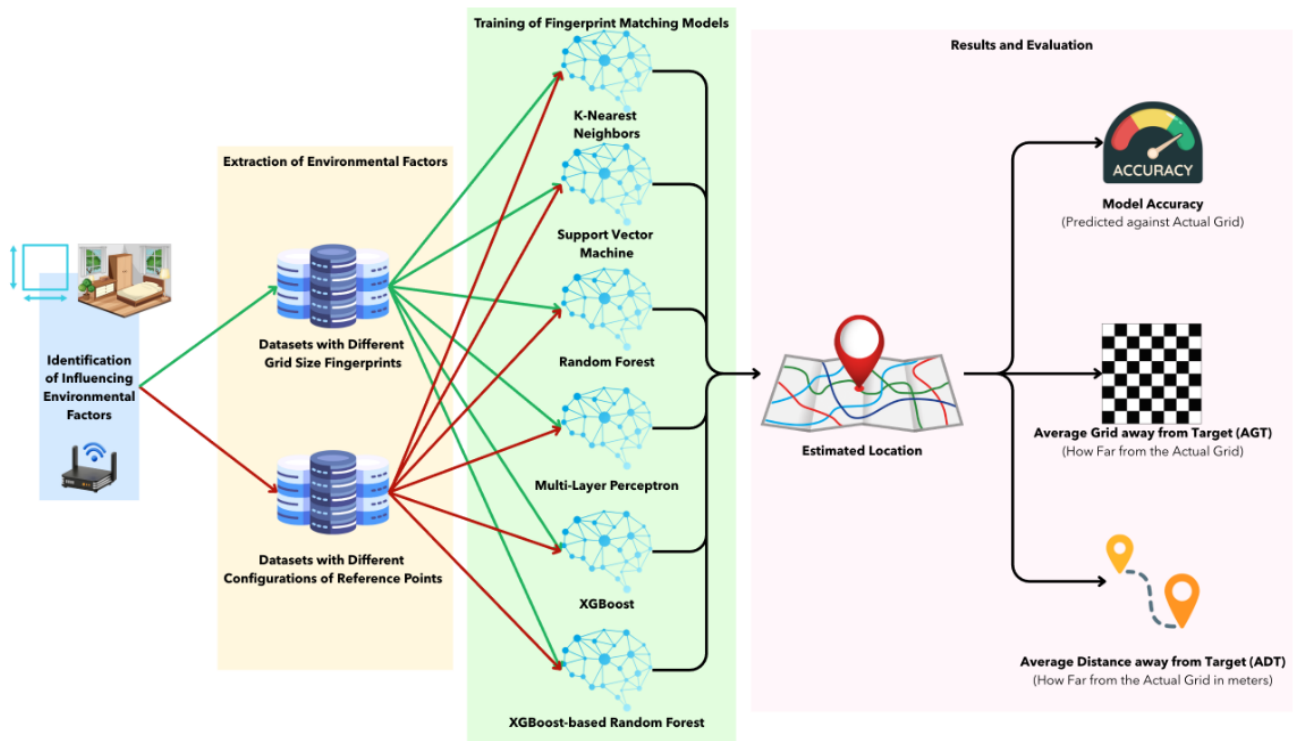 Identification
of Influencing
Environmental
Factors
Extraction of Environmental Factors
Datasets with Different
Grid Size Fingerprints
Datasets with Different
Configurations of Reference Points
Training of Fingerprint Matching Models
K-Nearest
Neighbors
Support Vector
Machine
Random Forest
Multi-Layer Perceptron
XGBoost
XGBoost-based Random Forest
Results and Evaluation
Estimated Location
ACCURACY
Model Accuracy
(Predicted against Actual Grid)
Average Grid away from Target (AGT)
(How Far from the Actual Grid)
Average Distance away from Target (ADT)
(How Far from the Actual Grid in meters)